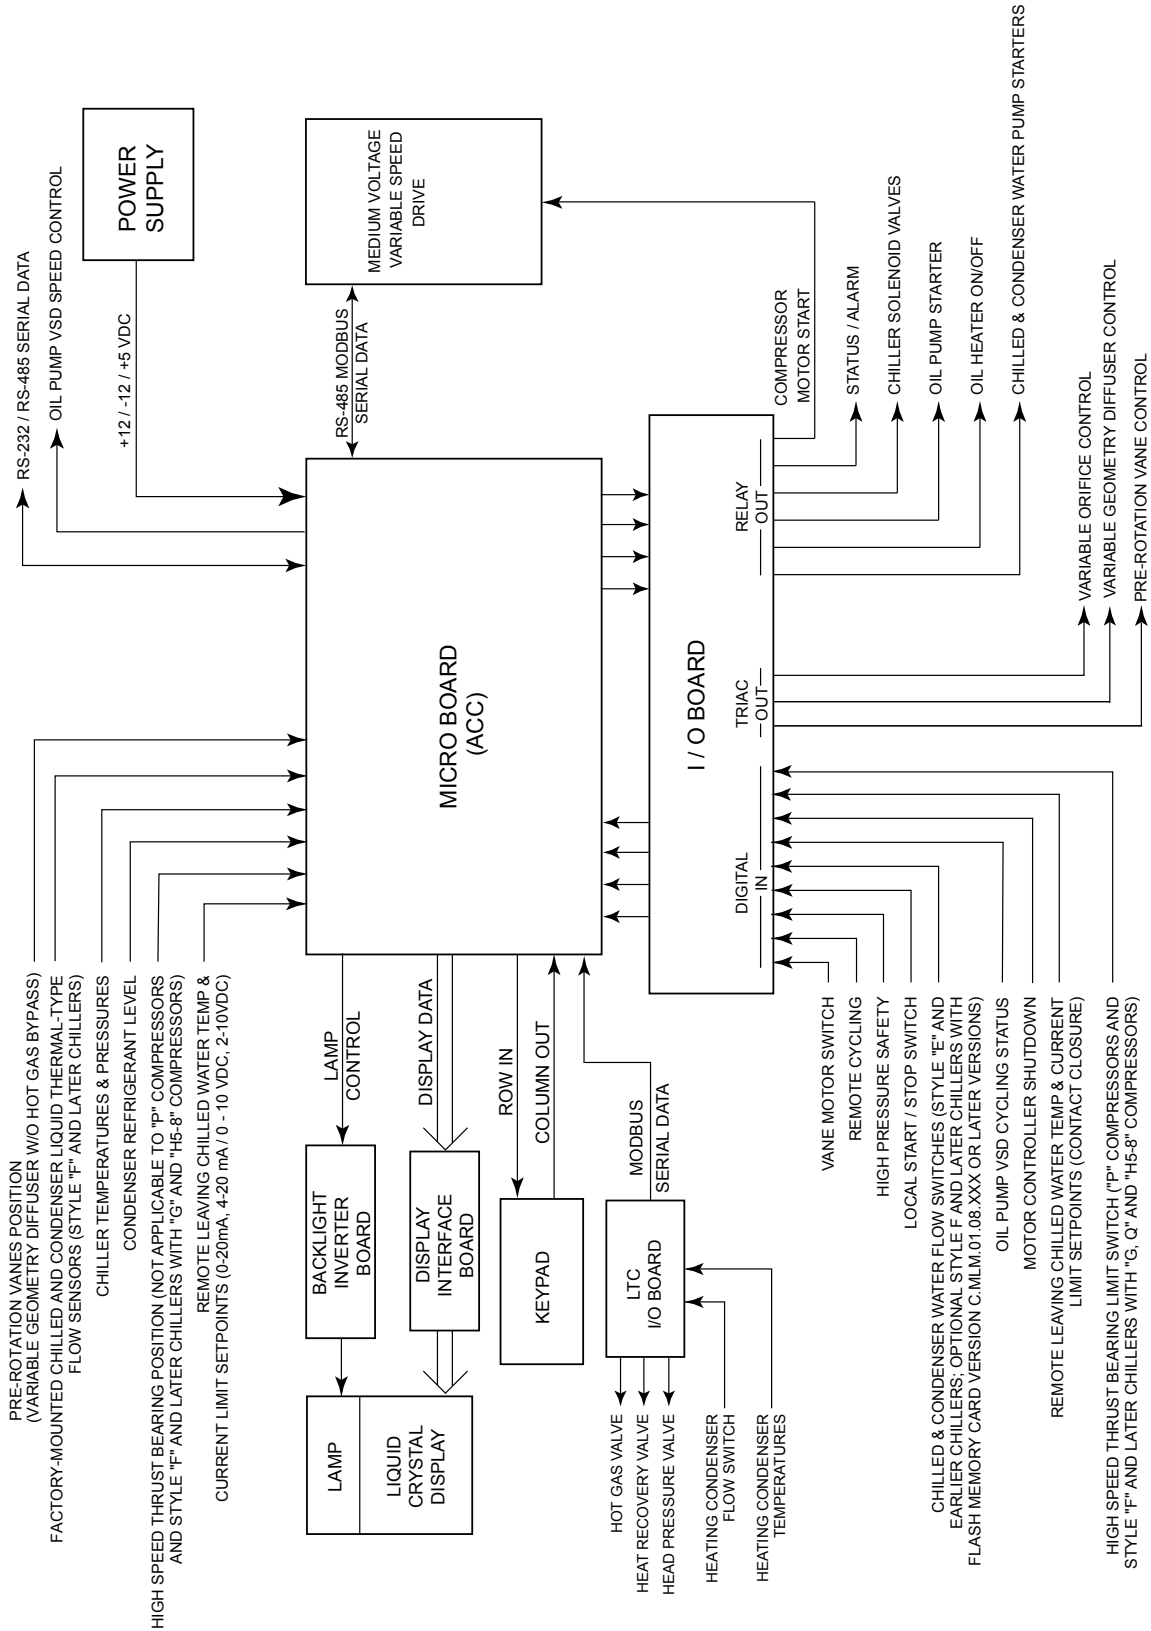 PRE-ROTATION VANES POSITION
(VARIABLE GEOMETRY DIFFUSER W/O HOT GAS BYPASS)
FACTORY-MOUNTED CHILLED AND CONDENSER LIQUID THERMAL-TYPE
FLOW SENSORS (STYLE "F" AND LATER CHILLERS)
CHILLER TEMPERATURES & PRESSURES
CONDENSER REFRIGERANT LEVEL
HIGH SPEED THRUST BEARING POSITION (NOT APPLICABLE TO "P" COMPRESSORS
AND STYLE "F" AND LATER CHILLERS WITH "G" AND "H5-8" COMPRESSORS)
REMOTE LEAVING CHILLED WATER TEMP &
CURRENT LIMIT SETPOINTS (0-20mA, 4-20 mA / 0 - 10 VDC, 2-10VDC)
RS-232 / RS-485 SERIAL DATA
OIL PUMP VSD SPEED CONTROL
+12 / -12 / +5 VDC
POWER
SUPPLY
LAMP
LIQUID
CRYSTAL
DISPLAY
BACKLIGHT
INVERTER
BOARD
DISPLAY
INTERFACE
BOARD
LAMP
CONTROL
DISPLAY DATA
MICRO BOARD
(ACC)
RS-485 MODBUS
SERIAL DATA
MEDIUM VOLTAGE
VARIABLE SPEED
DRIVE
KEYPAD
ROW IN
COLUMN OUT
HOT GAS VALVE
HEAT RECOVERY VALVE
HEAD PRESSURE VALVE
LTC
I/O BOARD
MODBUS
SERIAL DATA
HEATING CONDENSER
FLOW SWITCH
HEATING CONDENSER
TEMPERATURES
I / O BOARD
DIGITAL
IN
TRIAC
OUT
RELAY
OUT
COMPRESSOR
MOTOR START
STATUS / ALARM
CHILLER SOLENOID VALVES
OIL PUMP STARTER
OIL HEATER ON/OFF
CHILLED & CONDENSER WATER PUMP STARTERS
VARIABLE ORIFICE CONTROL
VARIABLE GEOMETRY DIFFUSER CONTROL
PRE-ROTATION VANE CONTROL
VANE MOTOR SWITCH
REMOTE CYCLING
HIGH PRESSURE SAFETY
LOCAL START / STOP SWITCH
CHILLED & CONDENSER WATER FLOW SWITCHES (STYLE "E" AND
EARLIER CHILLERS; OPTIONAL STYLE F AND LATER CHILLERS WITH
FLASH MEMORY CARD VERSION C.MLM.01.08.XXX OR LATER VERSIONS)
OIL PUMP VSD CYCLING STATUS
MOTOR CONTROLLER SHUTDOWN
REMOTE LEAVING CHILLED WATER TEMP & CURRENT
LIMIT SETPOINTS (CONTACT CLOSURE)
HIGH SPEED THRUST BEARING LIMIT SWITCH ("P" COMPRESSORS AND
STYLE "F" AND LATER CHILLERS WITH "G, Q" AND "H5-8" COMPRESSORS)